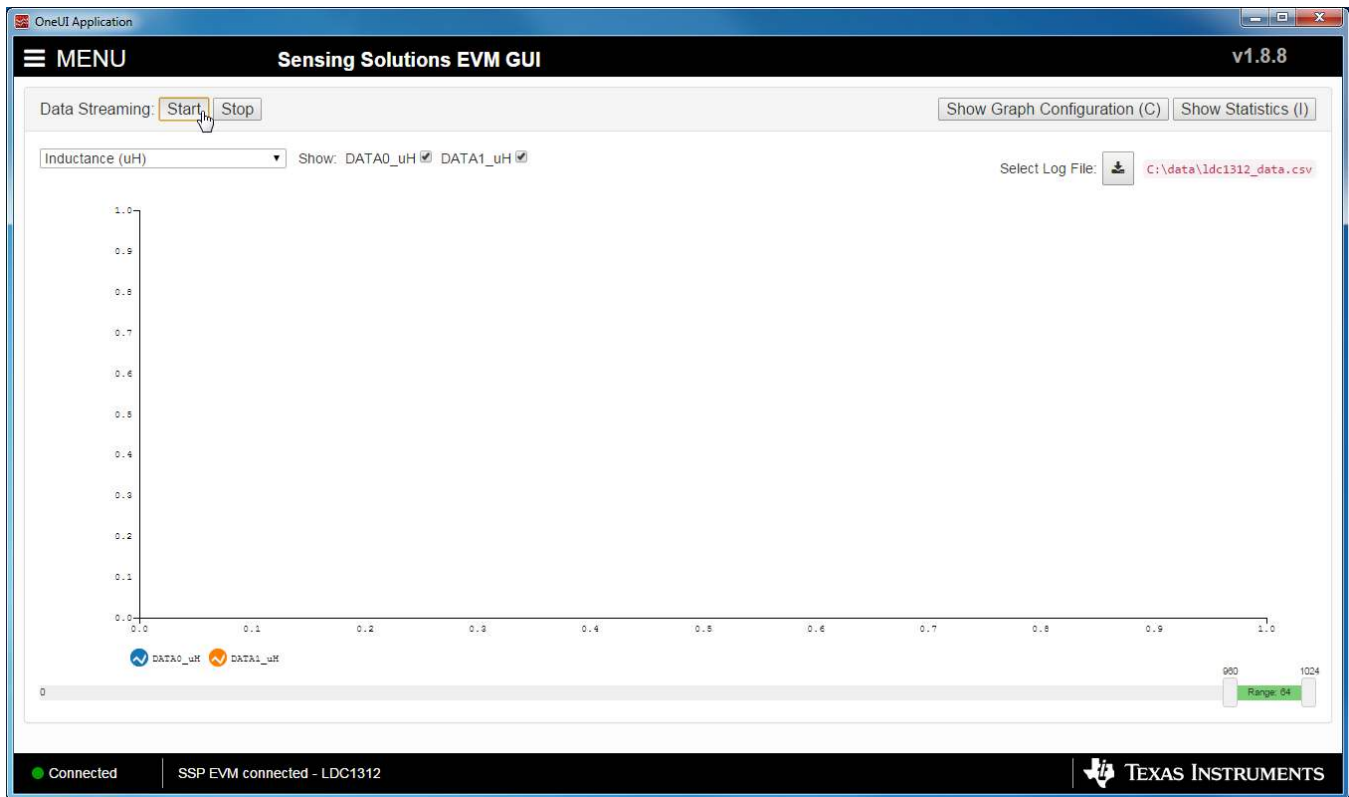 OneUI Application
MENU Sensing Solutions EVM GUI v1.8.8
Data Streaming: Start Stop Show Graph Configuration (C) Show Statistics (I)
Inductance (uH) Show: DATA0_uH DATA1_uH
Select Log File: C:\data\ldc1312_data.csv
1.0
0.9
0.8
0.7
0.6
0.5
0.4
0.3
0.2
0.1
0.0
0.0 0.1 0.2 0.3 0.4 0.5 0.6 0.7 0.8 0.9 1.0
DATA0_uH DATA1_uH
960 1024
0 Range: 64
Connected SSP EVM connected - LDC1312 TEXAS INSTRUMENTS